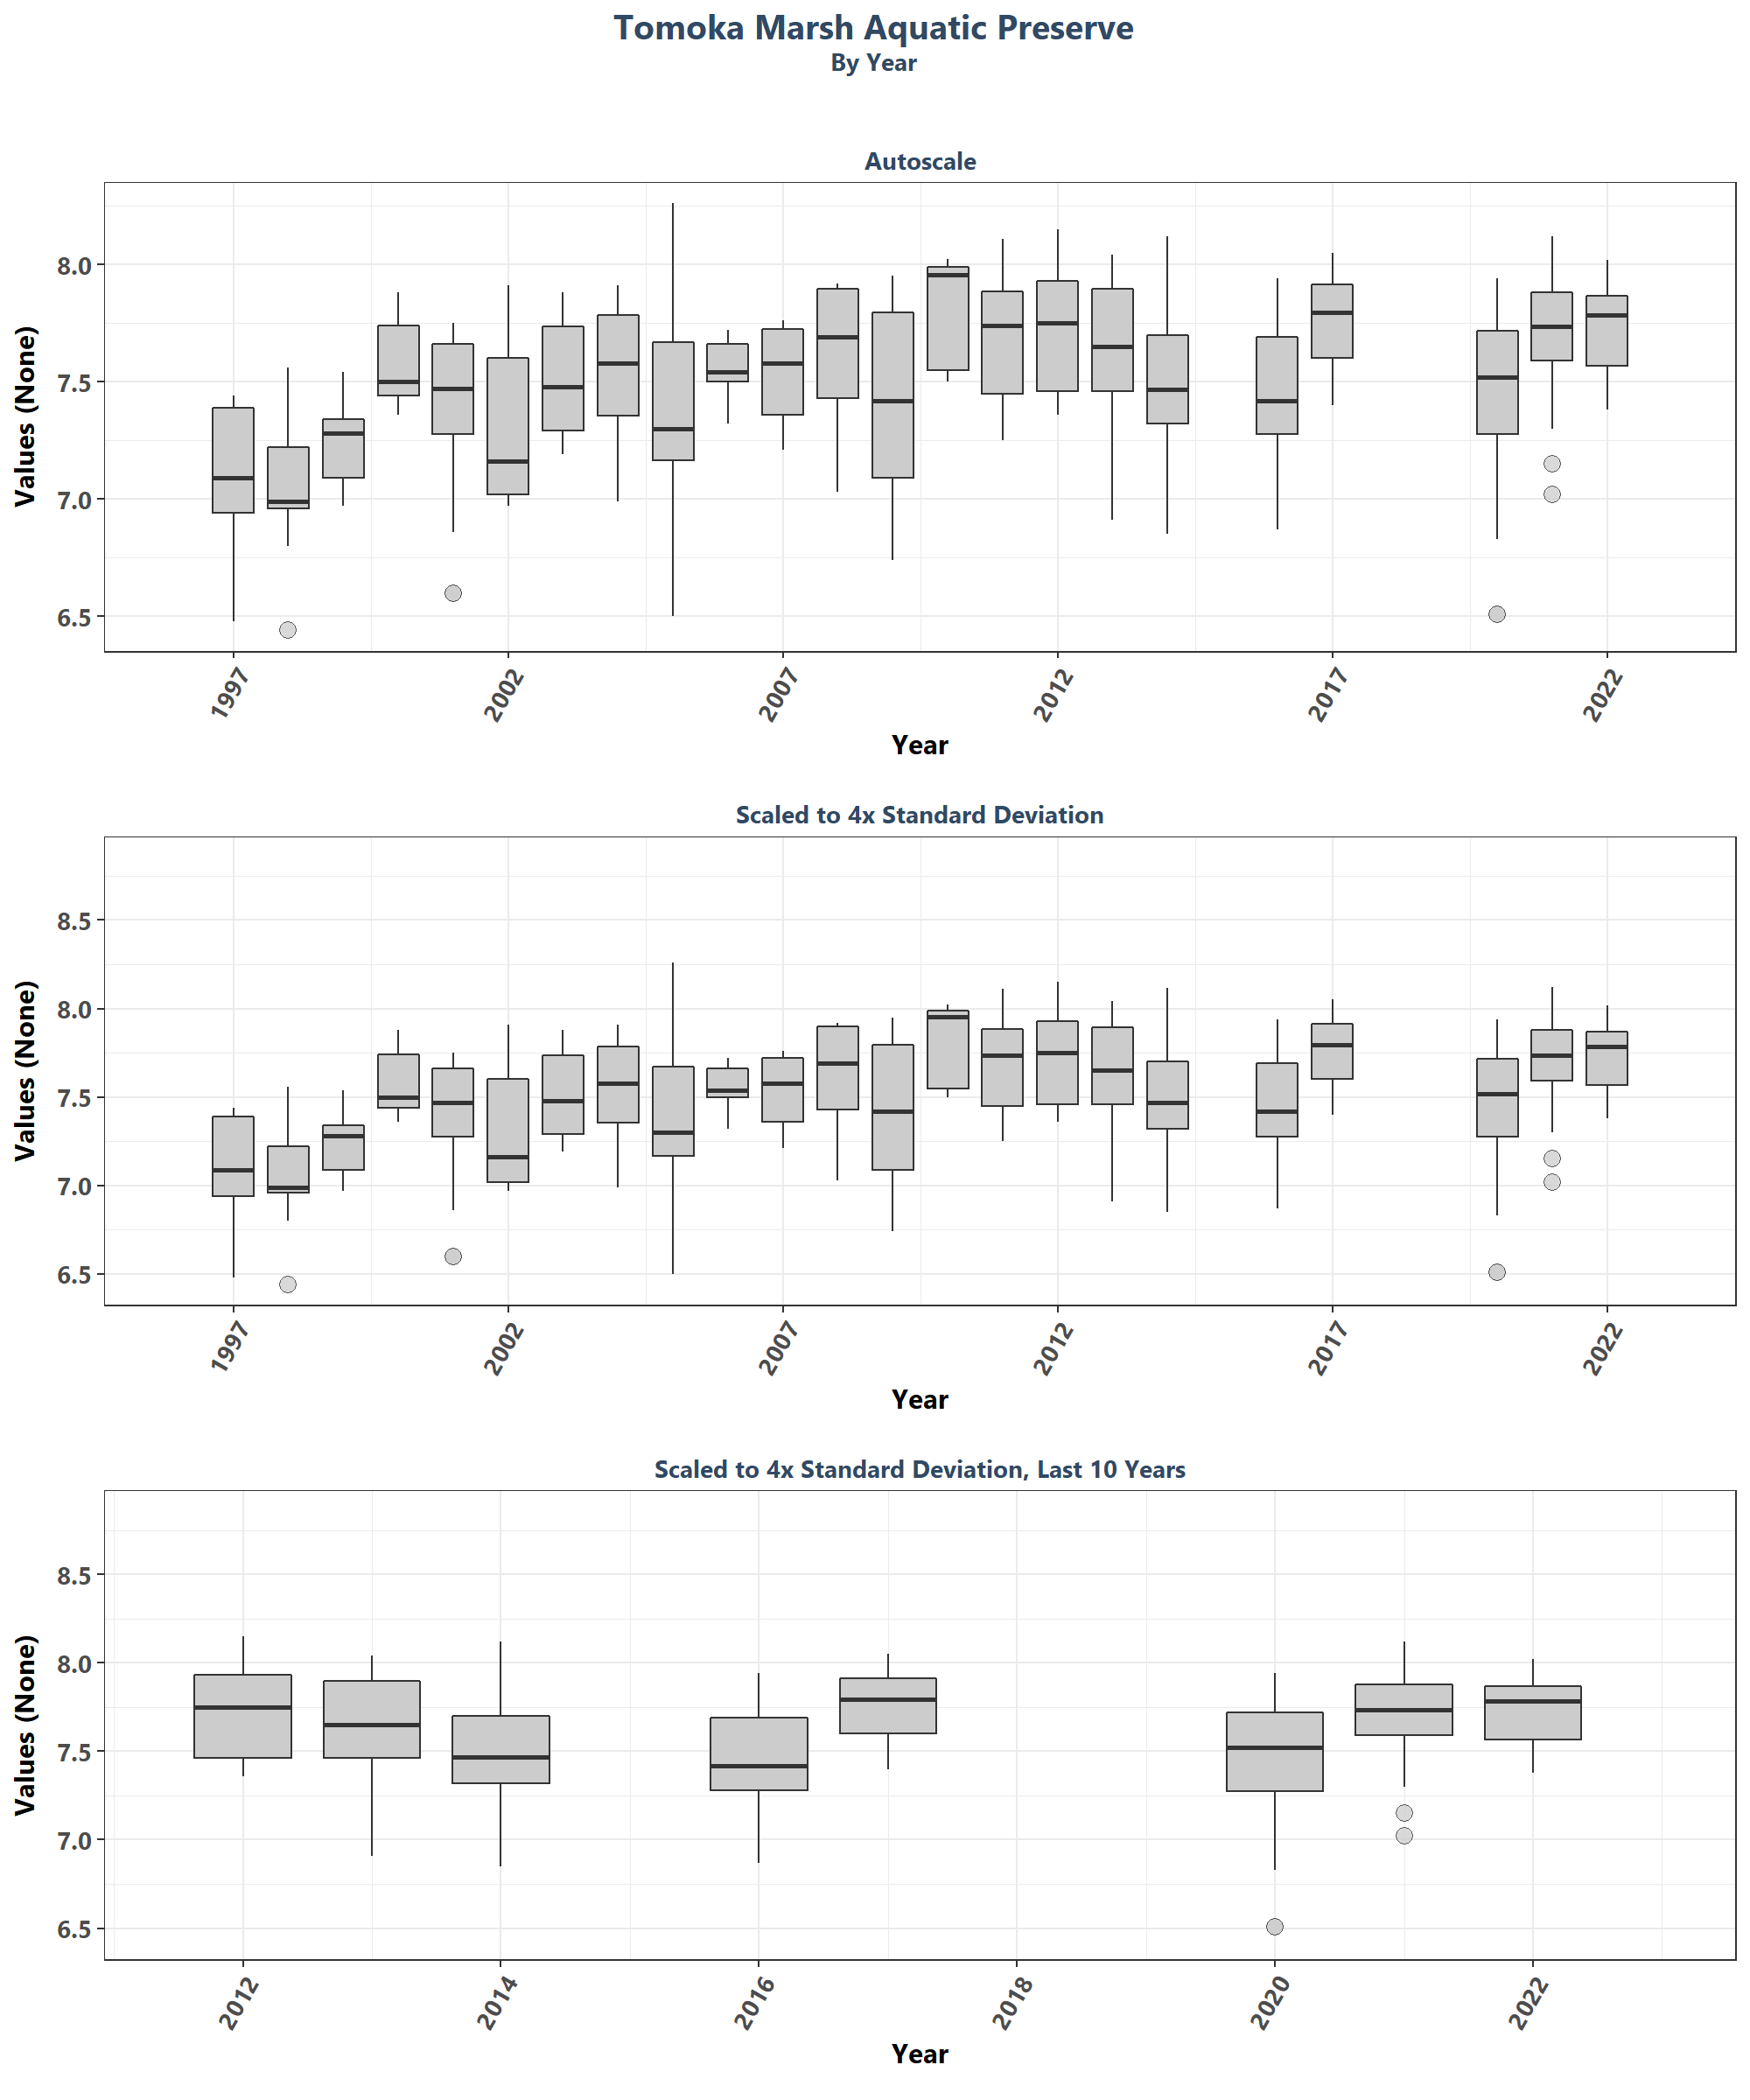 Tomoka Marsh Aquatic Preserve
By Year
Autoscale
Values (None)
8.0
7.5
7.0
6.5
1997 2002 2007 2012 2017 2022
Year
Scaled to 4x Standard Deviation
Values (None)
8.5
8.0
7.5
7.0
6.5
1997 2002 2007 2012 2017 2022
Year
Scaled to 4x Standard Deviation, Last 10 Years
Values (None)
8.5
8.0
7.5
7.0
6.5
2012 2014 2016 2018 2020 2022
Year